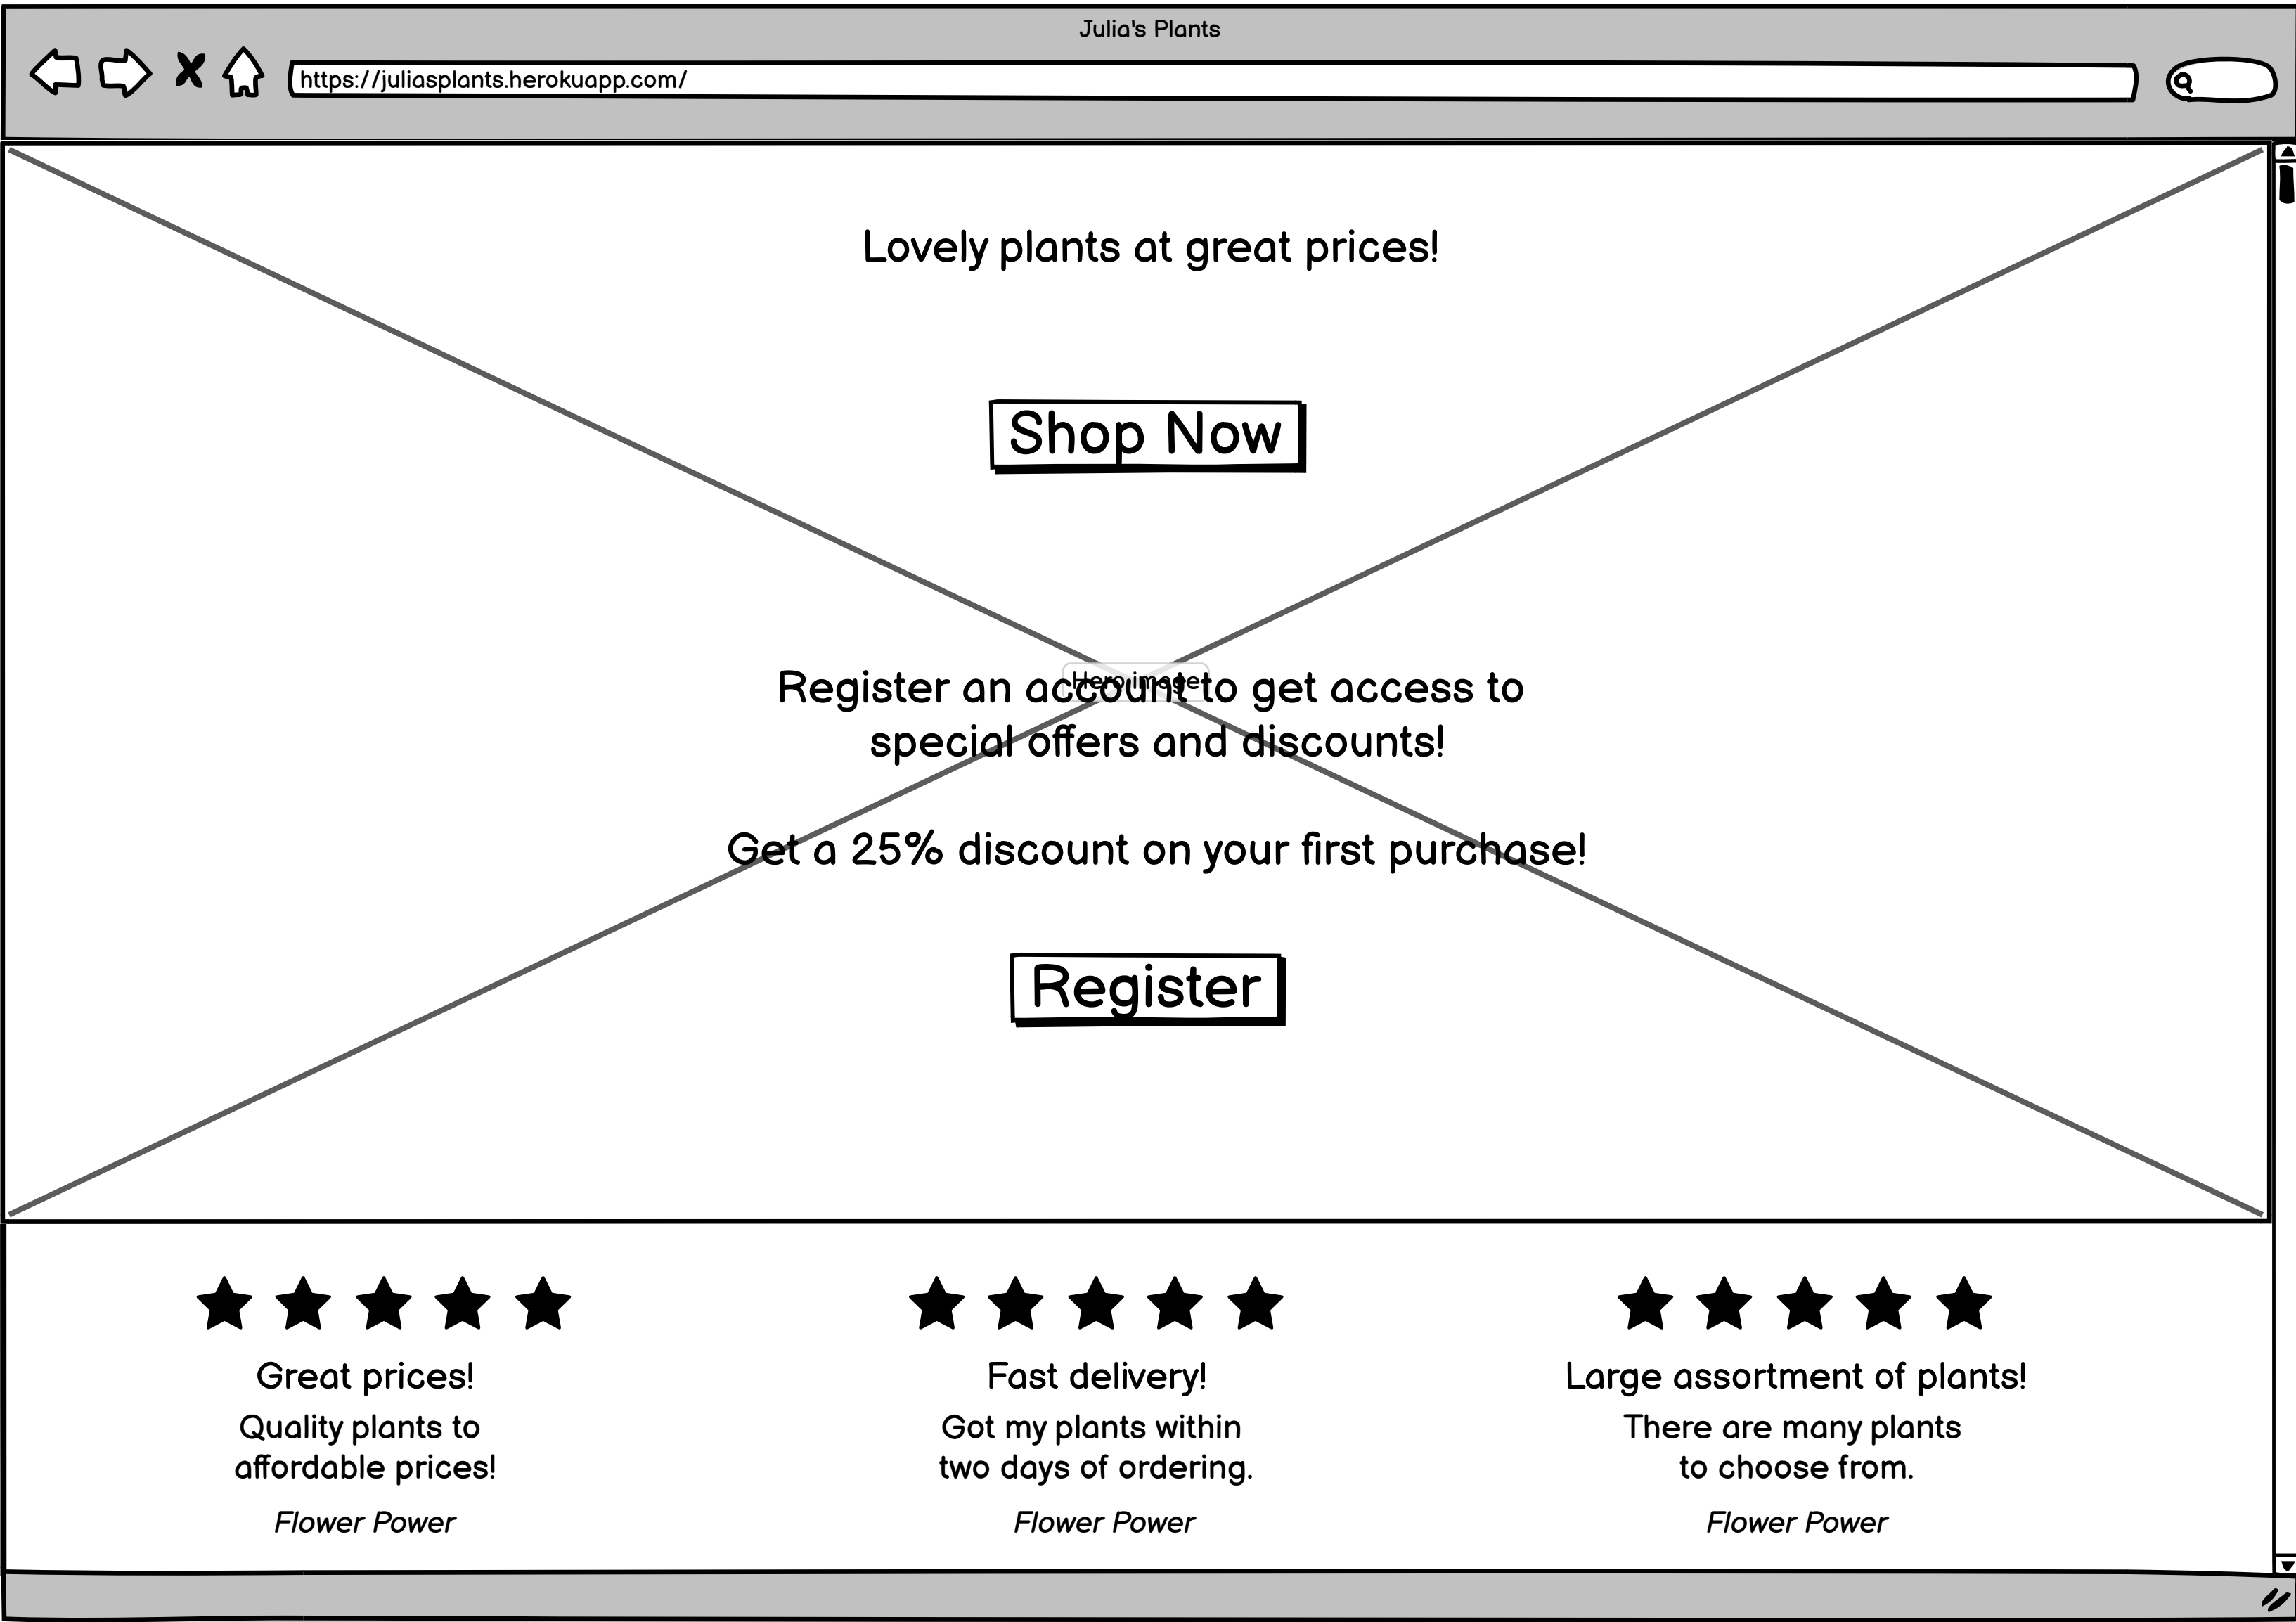 Julia's Plants
https://juliasplants.herokuapp.com/
Lovely plants at great prices!
Shop Now
Hero image
Register an account to get access to
special offers and discounts!
Get a 25% discount on your first purchase!
Register
Great prices!
Quality plants to
affordable prices!
Flower Power
Fast delivery!
Got my plants within
two days of ordering.
Flower Power
Large assortment of plants!
There are many plants
to choose from.
Flower Power